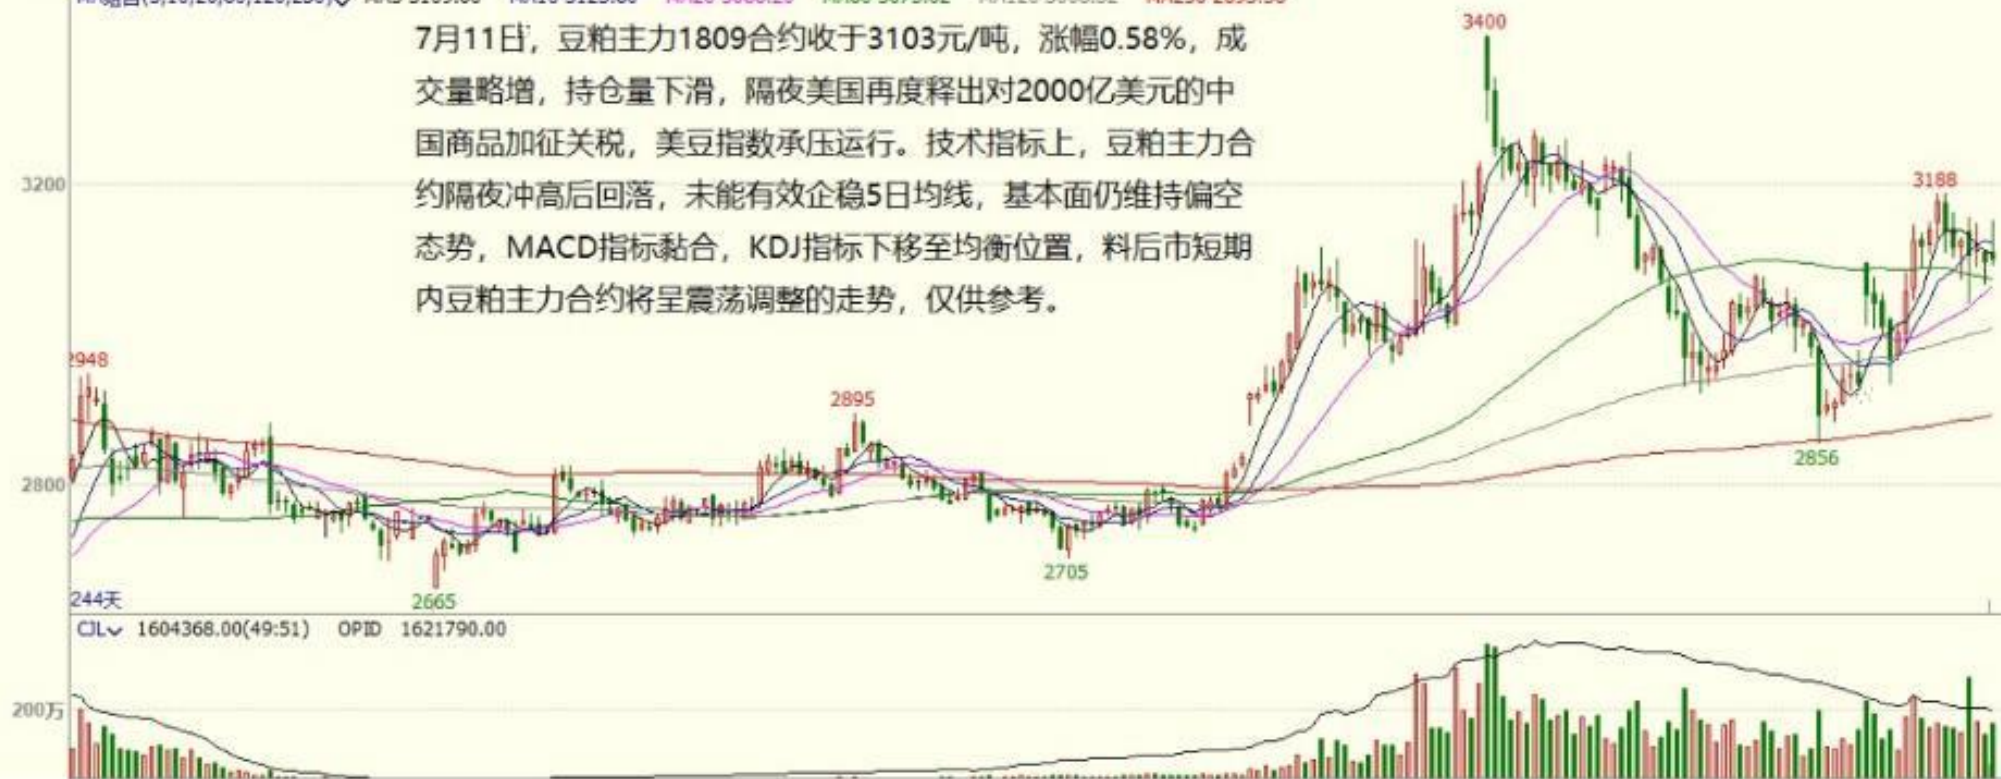 7月11日，豆粕主力1809合约收于3103元/吨，涨幅0.58%，成
交量略增，持仓量下滑，隔夜美国再度释出对2000亿美元的中
国商品加征关税，美豆指数承压运行。技术指标上，豆粕主力合
约隔夜冲高后回落，未能有效企稳5日均线，基本面仍维持偏空
态势，MACD指标黏合，KDJ指标下移至均衡位置，料后市短期
内豆粕主力合约将呈震荡调整的走势，仅供参考。
3400
3200
3188
2948
2895
2856
2800
2705
2665
244天
CJL 1604368.00(49:51) OPID 1621790.00
200万